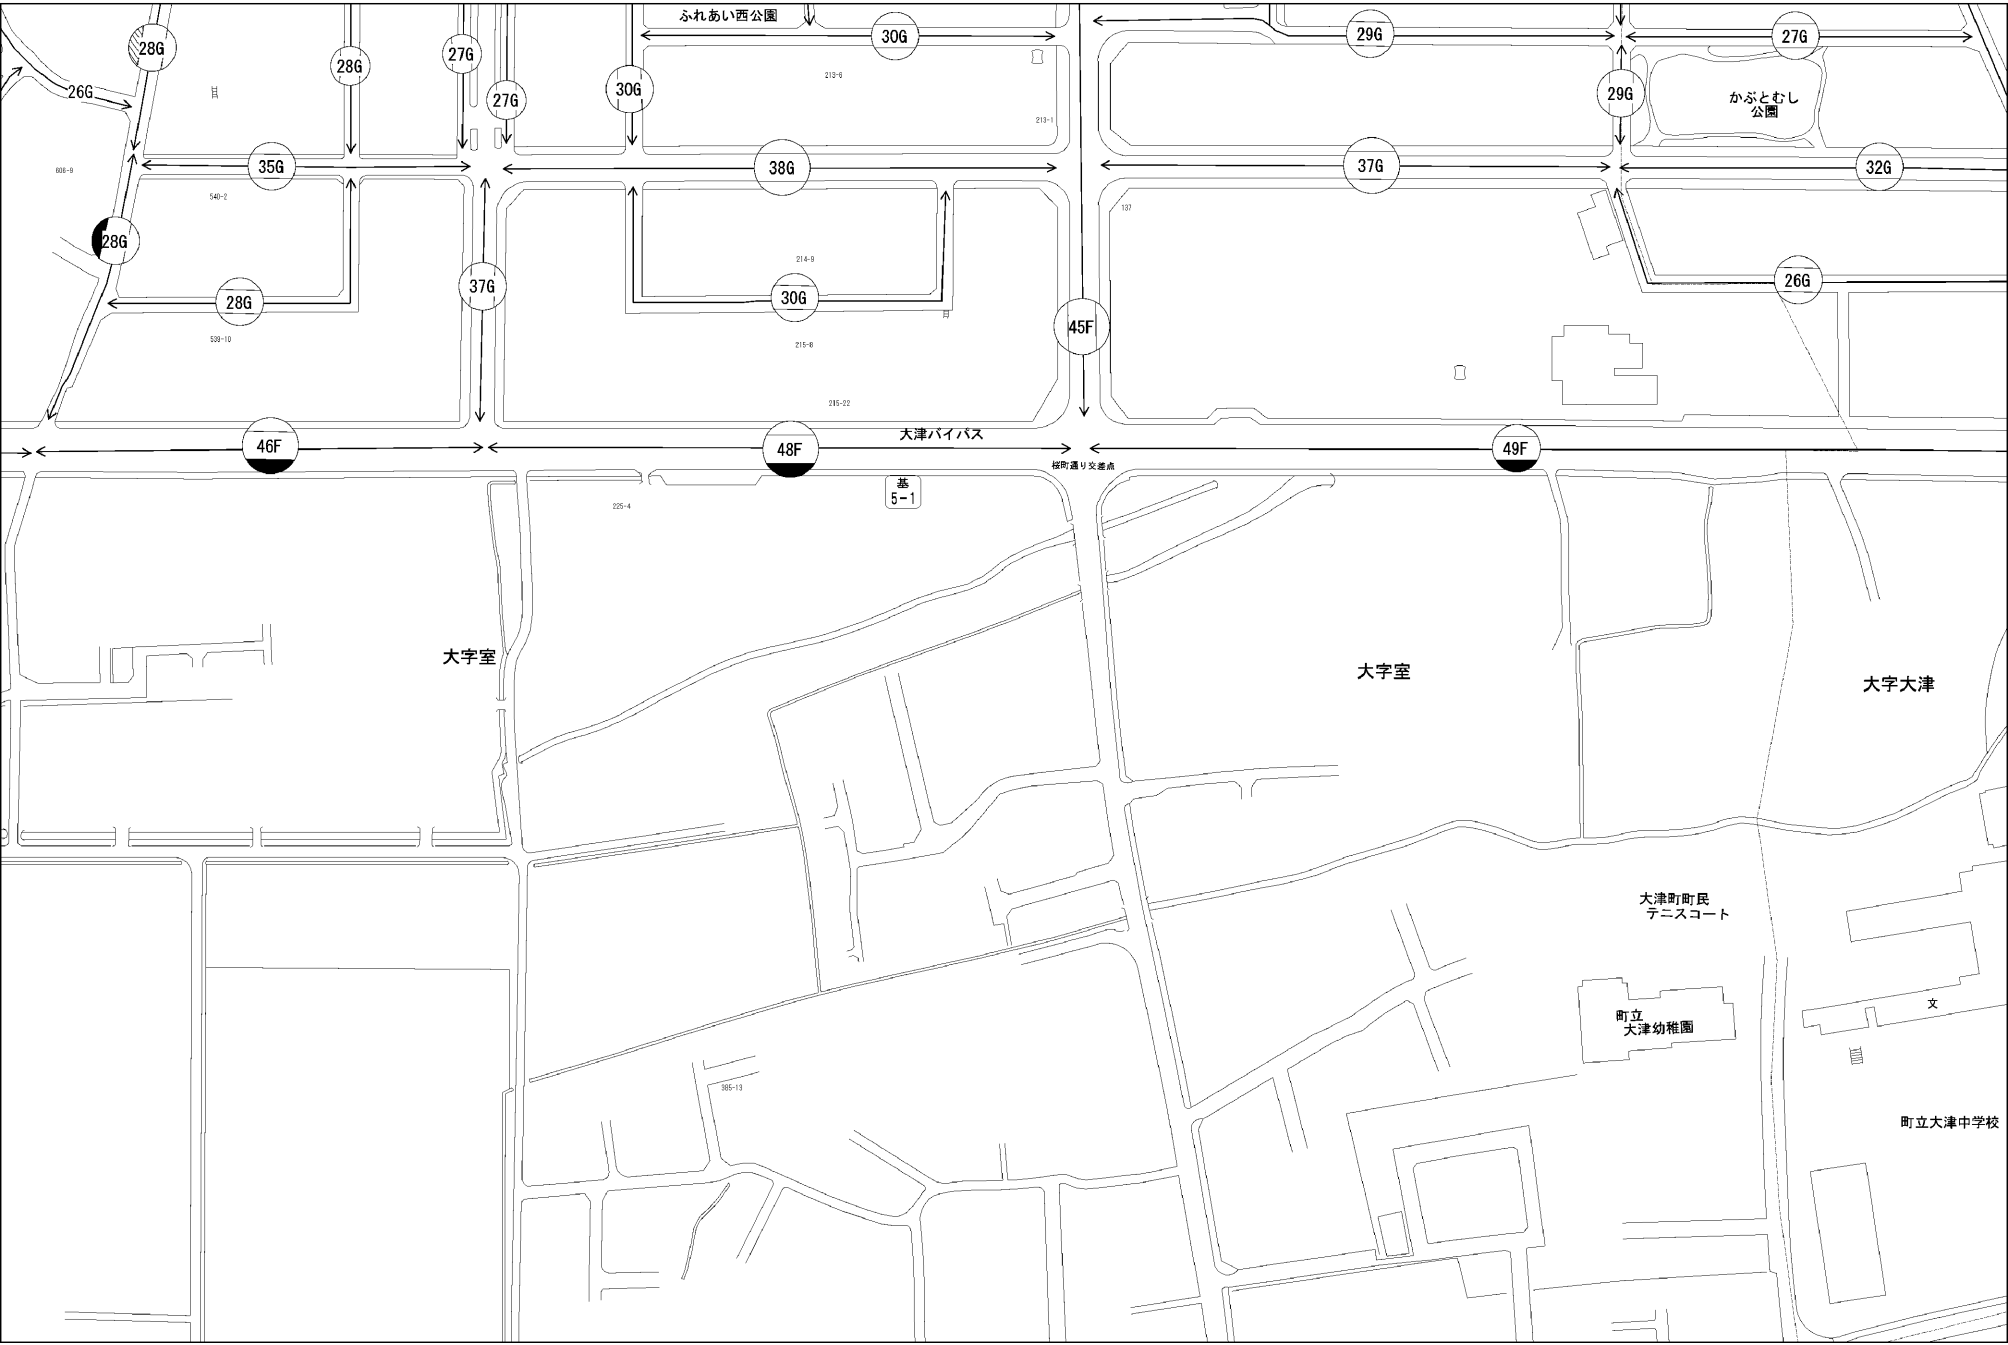 ふれあい西公園
28G
28G
27G
27G
30G
30G
29G
27G
26G
29G
かぶとむし
公園
213-6
213-1
35G
38G
37G
32G
606-9
540-2
137
28G
28G
37G
214-9
30G
26G
45F
539-10
215-8
215-22
46F
48F
大津バイパス
49F
桜町通り交差点
基
5-1
225-4
大字室
大字室
大字大津
大津町町民
テニスコート
町立
大津幼稚園
文
385-13
町立大津中学校